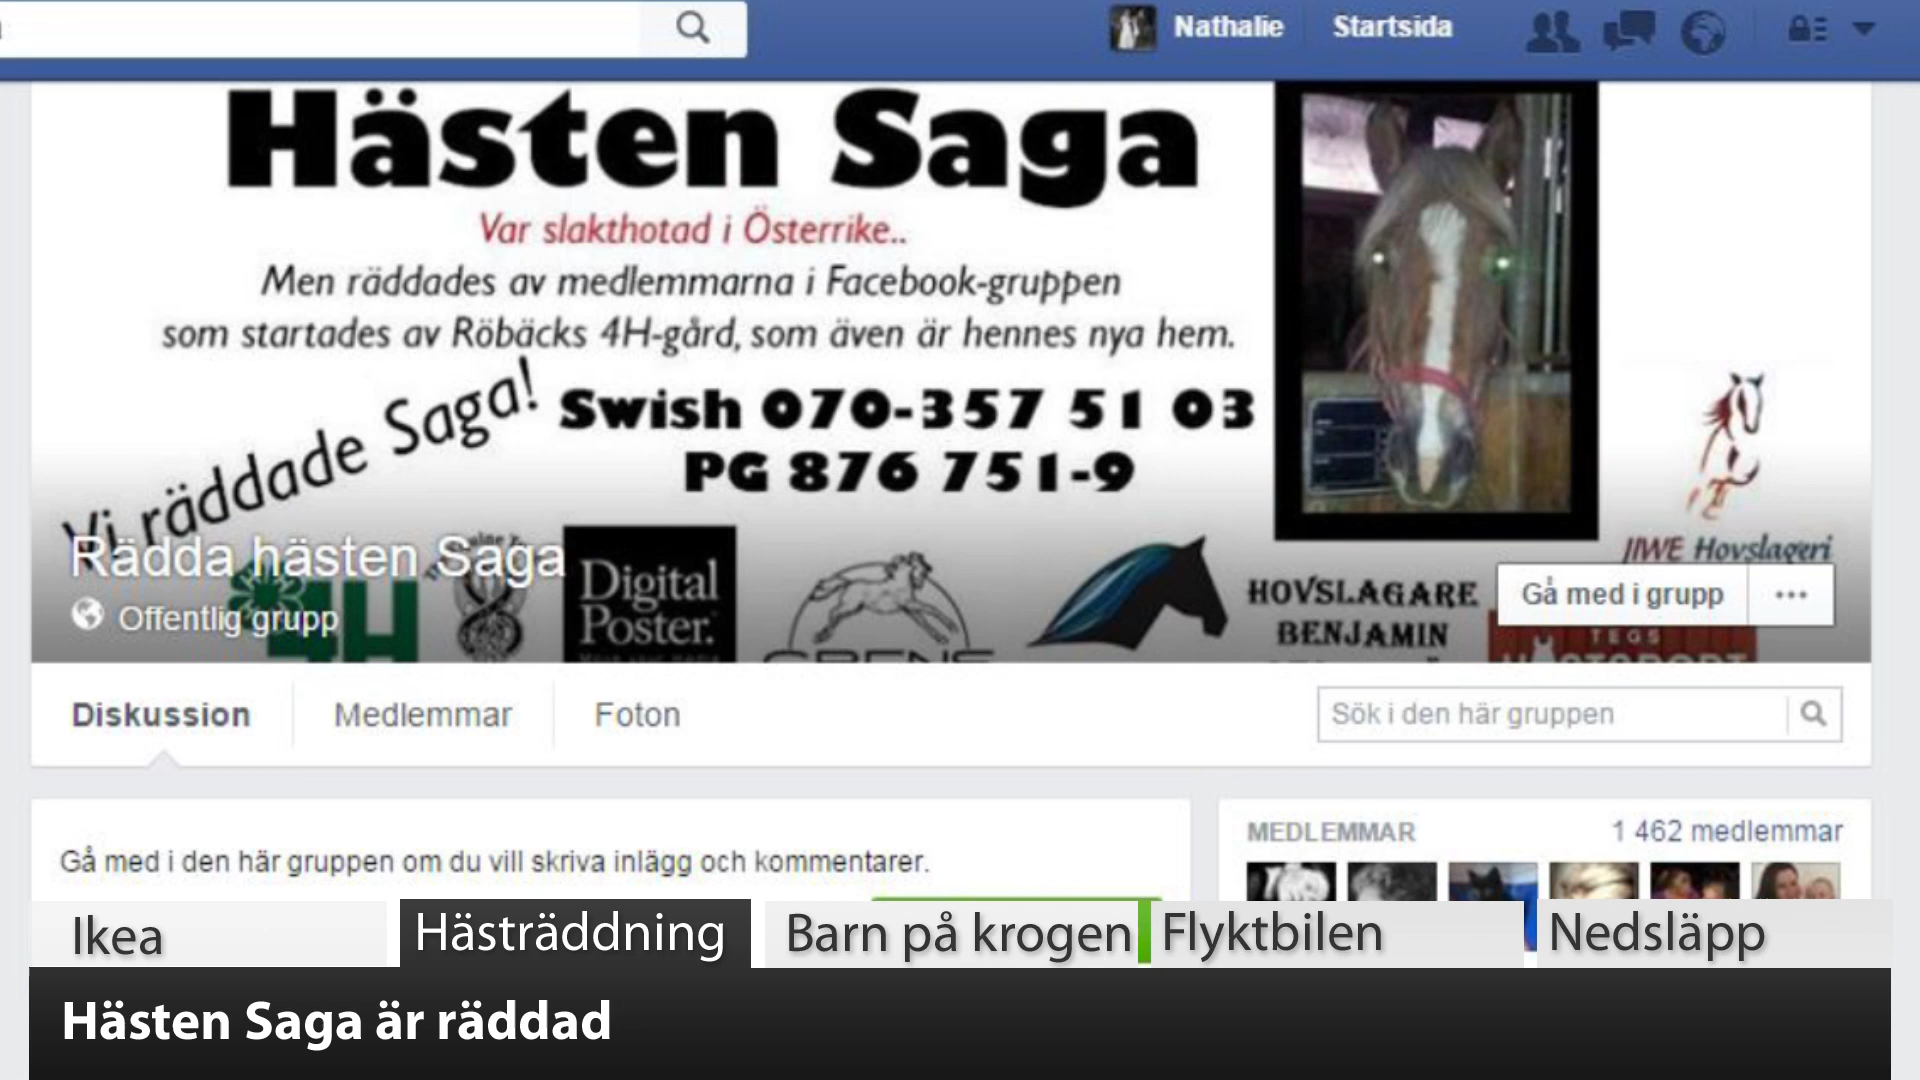 Nathalie
Startsida
Hästen Saga
Var slakthotad i Österrike..
Men räddades av medlemmarna i Facebook-gruppen
som startades av Röbäcks 4H-gård, som även är hennes nya hem.
Vi räddade Saga!
Swish 070-357 51 03
PG 876 751-9
JIWE Hovslageri
Rädda hästen Saga
Offentlig grupp
4H
Digital
Poster.
HOVSLAGARE
BENJAMIN
Gå med i grupp
TEGS
Diskussion
Medlemmar
Foton
Sök i den här gruppen
Gå med i den här gruppen om du vill skriva inlägg och kommentarer.
MEDLEMMAR
1 462 medlemmar
Ikea
Hästräddning
Barn på krogen
Flyktbilen
Nedsläpp
Hästen Saga är räddad